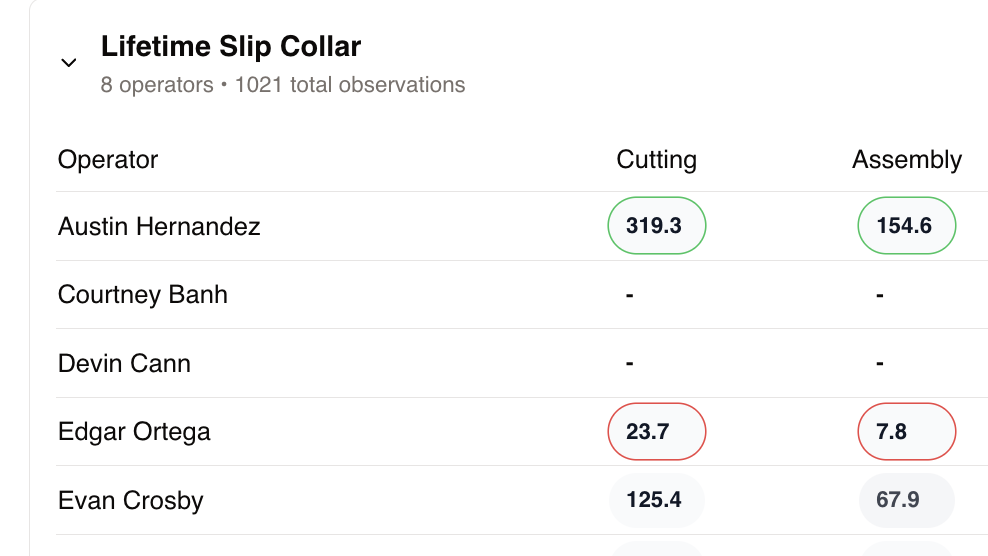 Lifetime Slip Collar
8 operators • 1021 total observations
Operator Cutting Assembly
Austin Hernandez 319.3 154.6
Courtney Banh - -
Devin Cann - -
Edgar Ortega 23.7 7.8
Evan Crosby 125.4 67.9